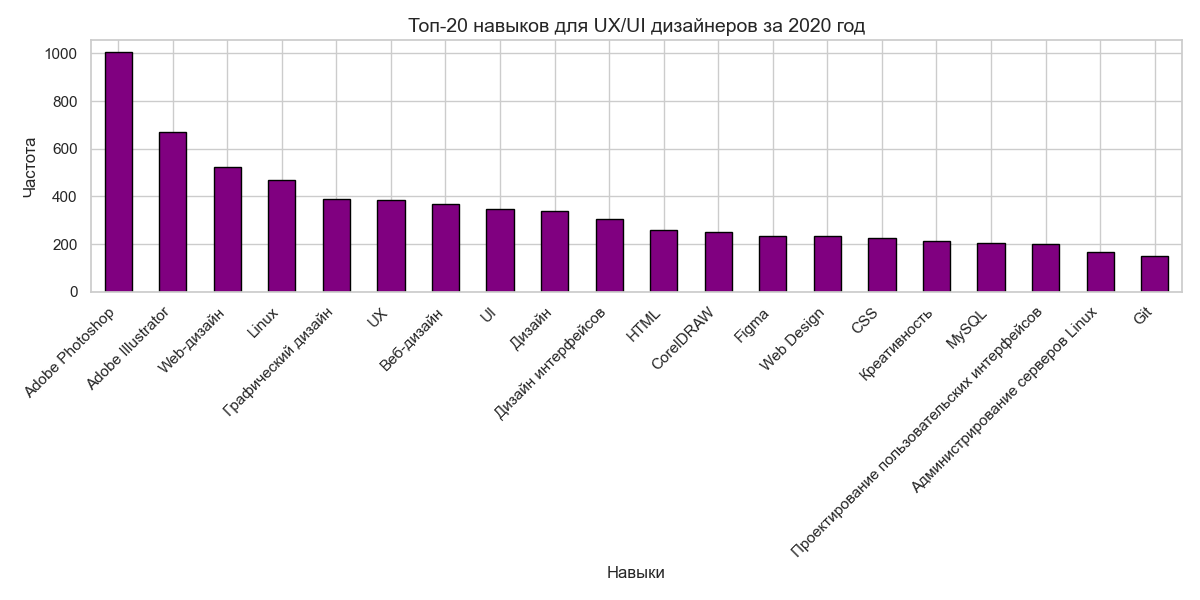 Топ-20 навыков для UX/UI дизайнеров за 2020 год
Частота
1000
800
600
400
200
0
Adobe Photoshop
Adobe Illustrator
Web-дизайн
Linux
Графический дизайн
UX
Веб-дизайн
UI
Дизайн
Дизайн интерфейсов
HTML
CorelDRAW
Figma
Web Design
CSS
Креативность
MySQL
Проектирование пользовательских интерфейсов
Администрирование серверов Linux
Git
Навыки